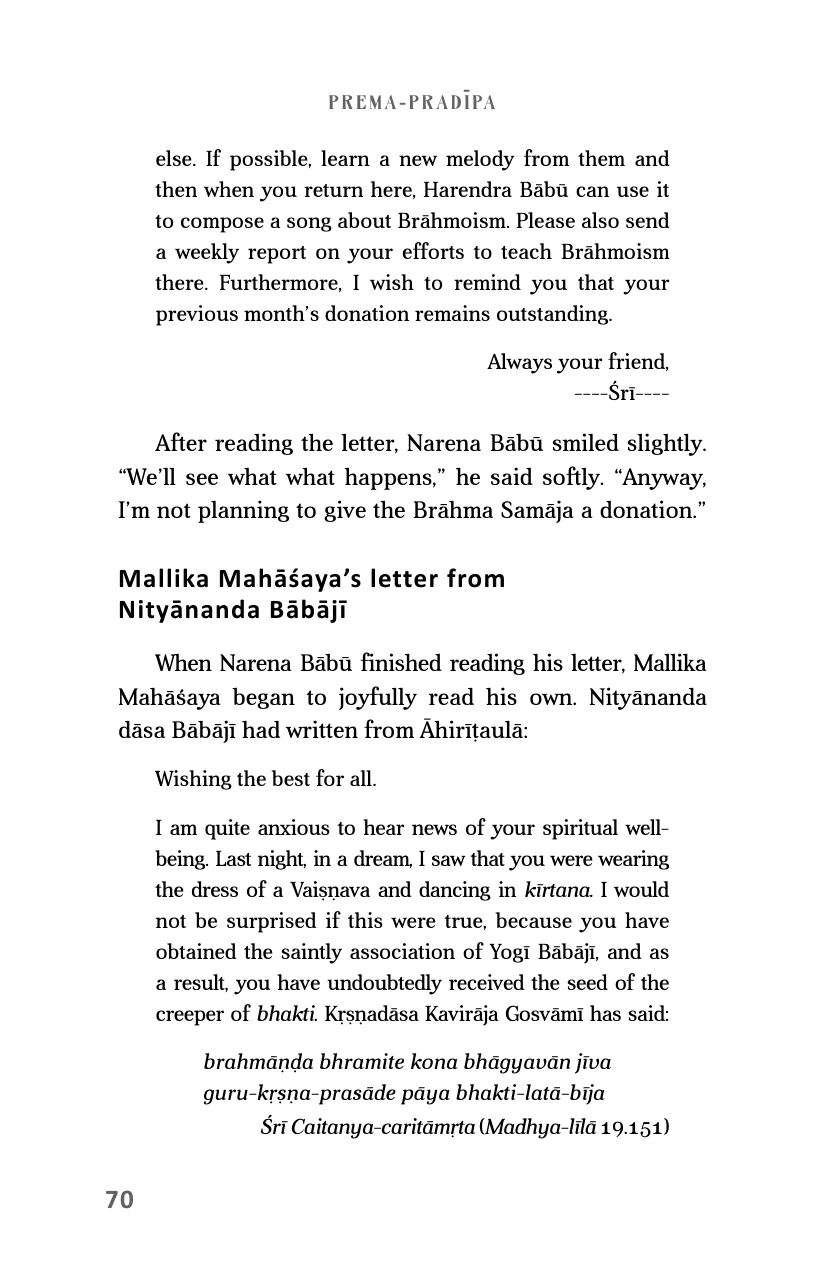 PREMA-PRADĪPA
else. If possible, learn a new melody from them and
then when you return here, Harendra Bābū can use it
to compose a song about Brāhmoism. Please also send
a weekly report on your efforts to teach Brāhmoism
there. Furthermore, I wish to remind you that your
previous month’s donation remains outstanding.
Always your friend,
----Śrī----
After reading the letter, Narena Bābū smiled slightly.
“We’ll see what what happens,” he said softly. “Anyway,
I’m not planning to give the Brāhma Samāja a donation.”
Mallika Mahāśaya’s letter from
Nityānanda Bābājī
When Narena Bābū finished reading his letter, Mallika
Mahāśaya began to joyfully read his own. Nityānanda
dāsa Bābājī had written from Āhirīṭaulā:
Wishing the best for all.
I am quite anxious to hear news of your spiritual well-
being. Last night, in a dream, I saw that you were wearing
the dress of a Vaiṣṇava and dancing in kīrtana. I would
not be surprised if this were true, because you have
obtained the saintly association of Yogī Bābājī, and as
a result, you have undoubtedly received the seed of the
creeper of bhakti. Kṛṣṇadāsa Kavirāja Gosvāmī has said:
brahmāṇḍa bhramite kona bhāgyavān jīva
guru-kṛṣṇa-prasāde pāya bhakti-latā-bīja
Śrī Caitanya-caritāmṛta (Madhya-līlā 19.151)
70